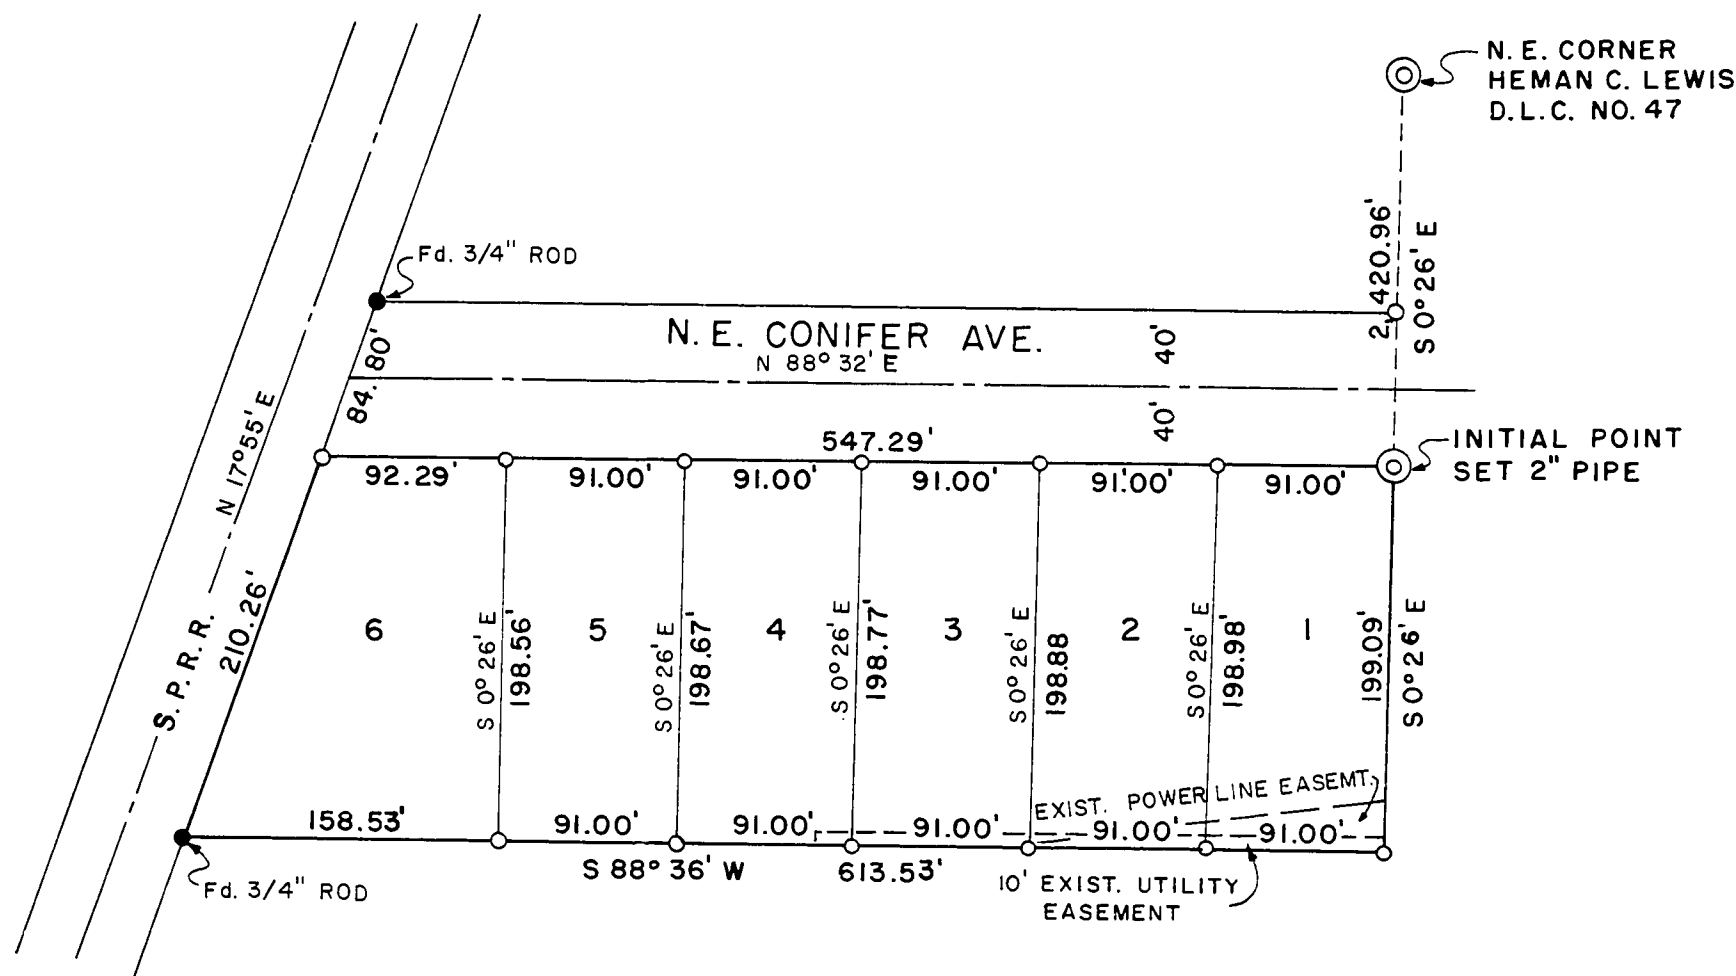 N. E. CORNER
HEMAN C. LEWIS
D.L.C. NO. 47
2,420.96'
S 0° 26' E
Fd. 3/4" ROD
N. E. CONIFER AVE.
N 88° 32' E
40'
40'
84.80'
N 17° 55' E
S. P. R. R.
210.26'
547.29'
INITIAL POINT
SET 2" PIPE
92.29'
91.00'
91.00'
91.00'
91.00'
91.00'
6
S 0° 26' E
198.56'
5
S 0° 26' E
198.67'
4
S 0° 26' E
198.77'
3
S 0° 26' E
198.88
2
S 0° 26' E
198.98'
1
199.09'
S 0° 26' E
EXIST. POWER LINE EASEMT.
158.53'
91.00'
91.00'
91.00'
91.00'
91.00'
S 88° 36' W
613.53'
Fd. 3/4" ROD
10' EXIST. UTILITY
EASEMENT